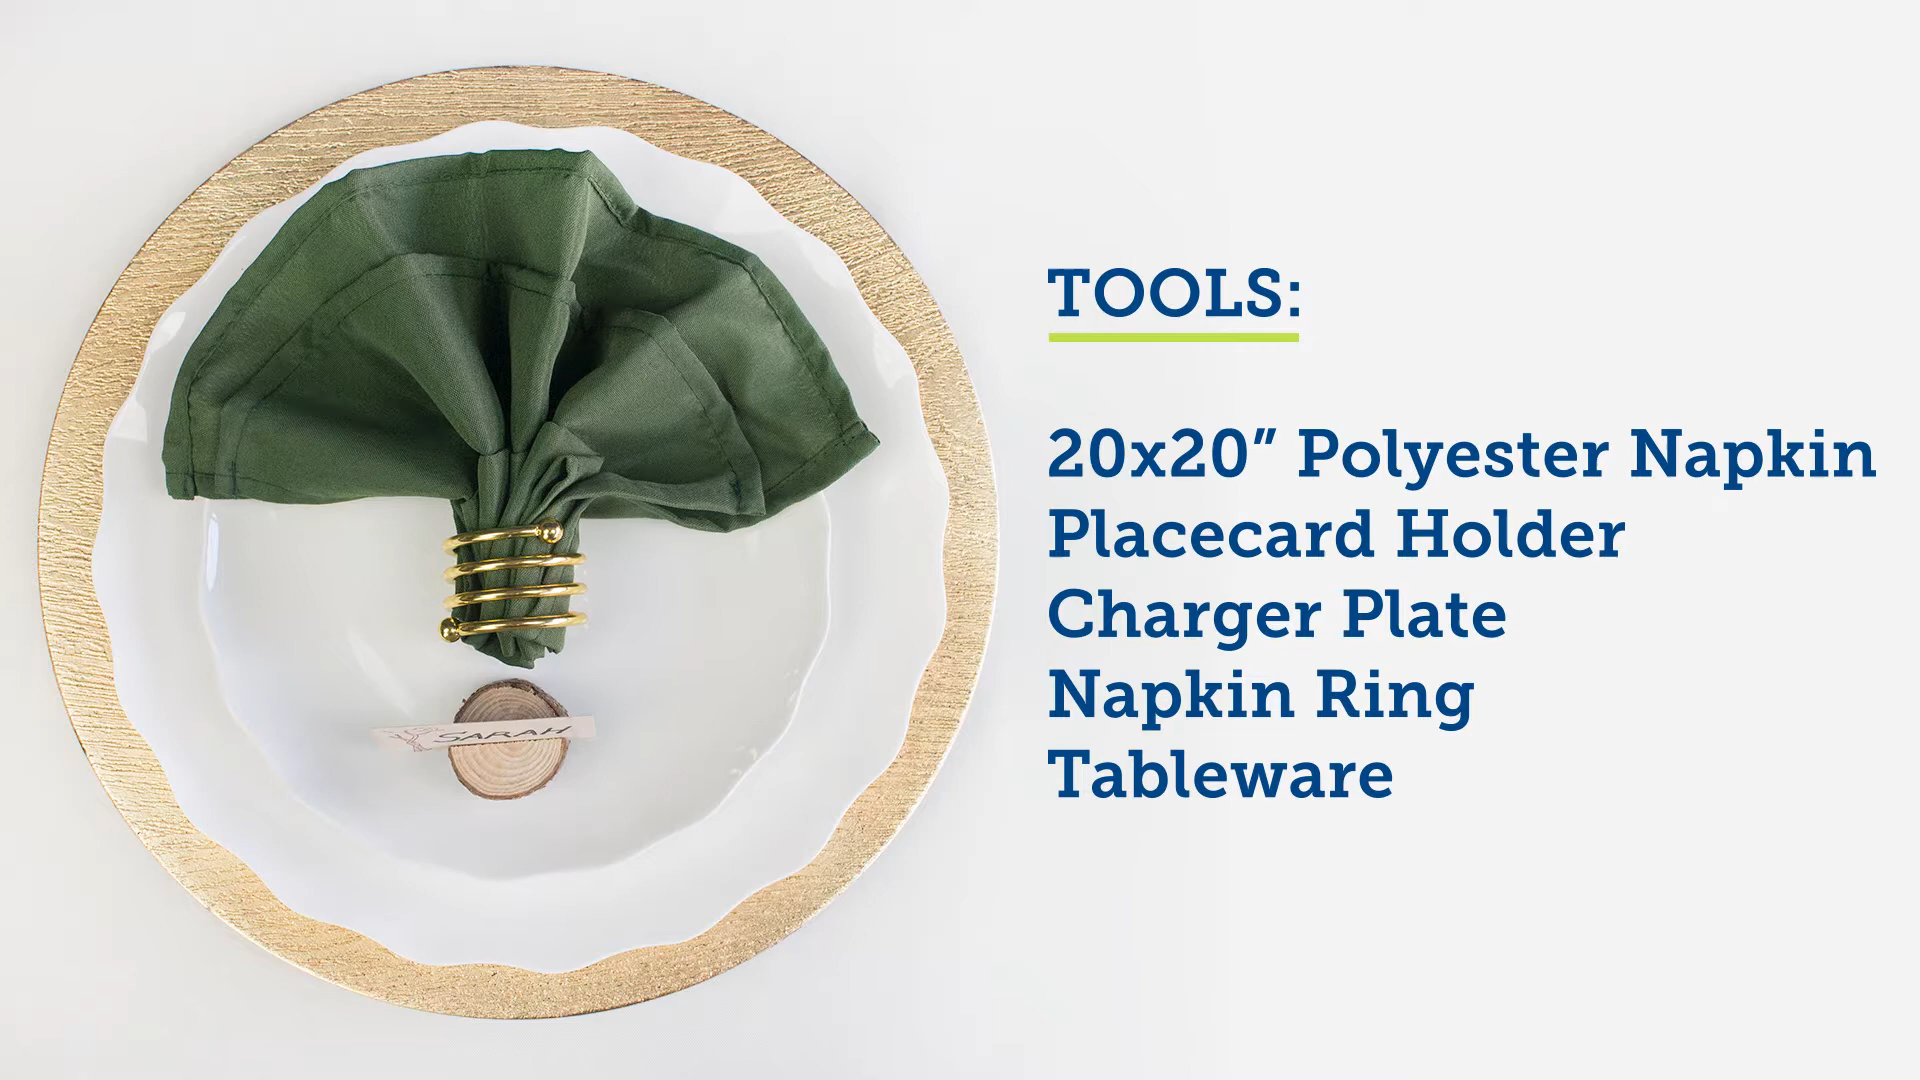 SARAH
TOOLS:
20x20” Polyester Napkin
Placecard Holder
Charger Plate
Napkin Ring
Tableware